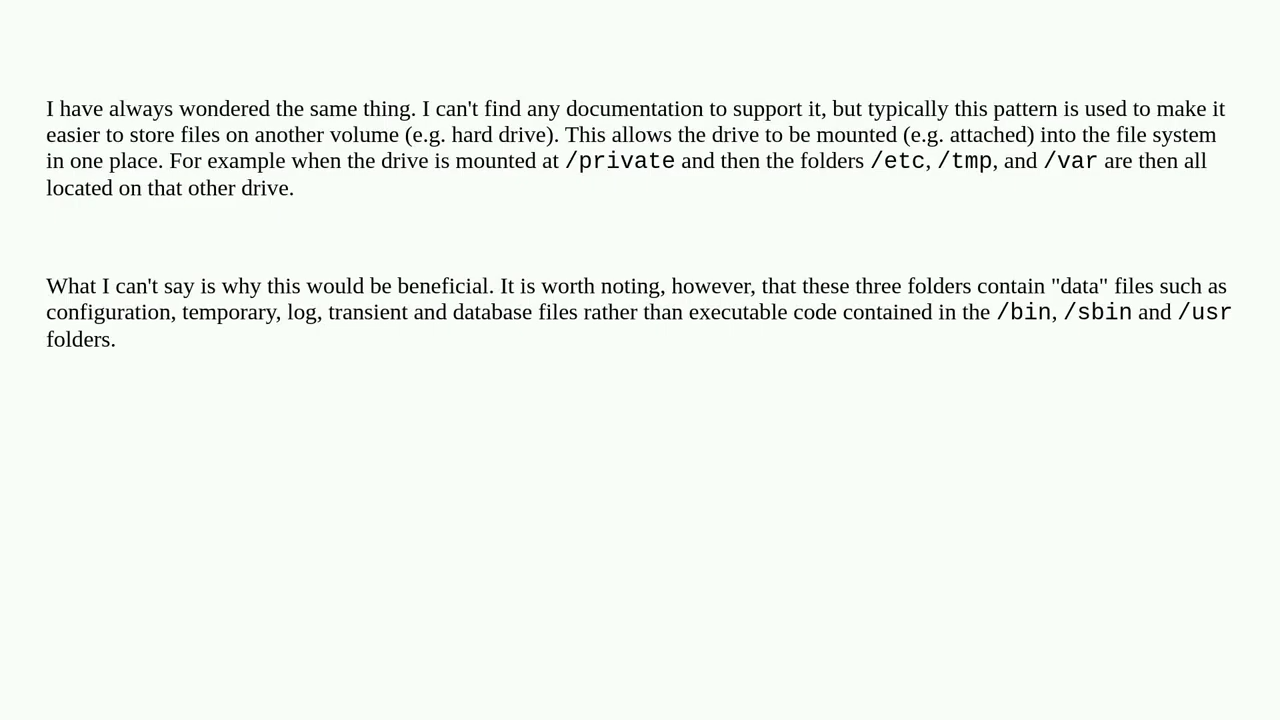 I have always wondered the same thing. I can't find any documentation to support it, but typically this pattern is used to make it
easier to store files on another volume (e.g. hard drive). This allows the drive to be mounted (e.g. attached) into the file system
in one place. For example when the drive is mounted at /private and then the folders /etc, /tmp, and /var are then all
located on that other drive.
What I can't say is why this would be beneficial. It is worth noting, however, that these three folders contain "data" files such as
configuration, temporary, log, transient and database files rather than executable code contained in the /bin, /sbin and /usr
folders.